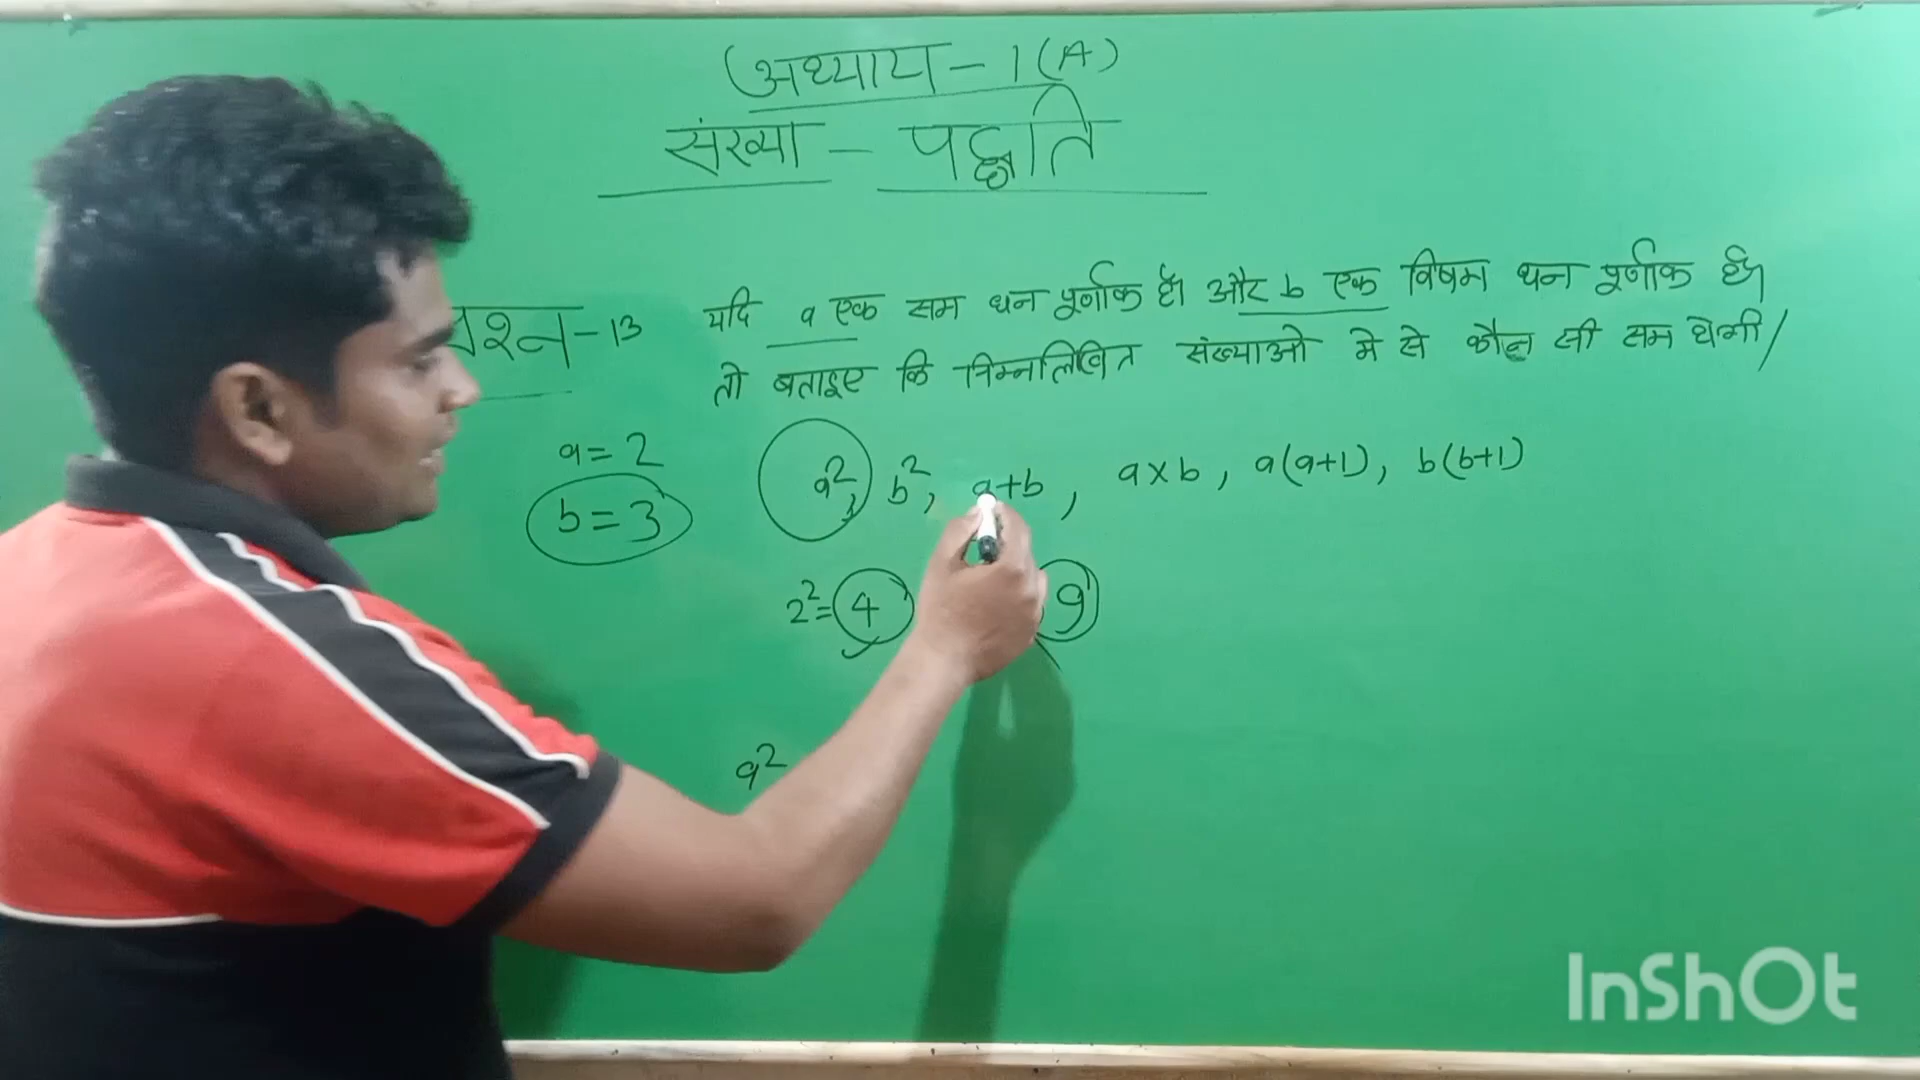 अध्याय - 1 (A)
संख्या - पद्धति
प्रश्न - 13 यदि a एक सम धन पूर्णांक है। और b एक विषम धन पूर्णांक है।
तो बताइए कि निम्नलिखित संख्याओ मे से कौन सी सम होगी/
a = 2
b = 3
a², b², a+b, a×b, a(a+1), b(b+1)
2² = 4
9
a²
InShOt